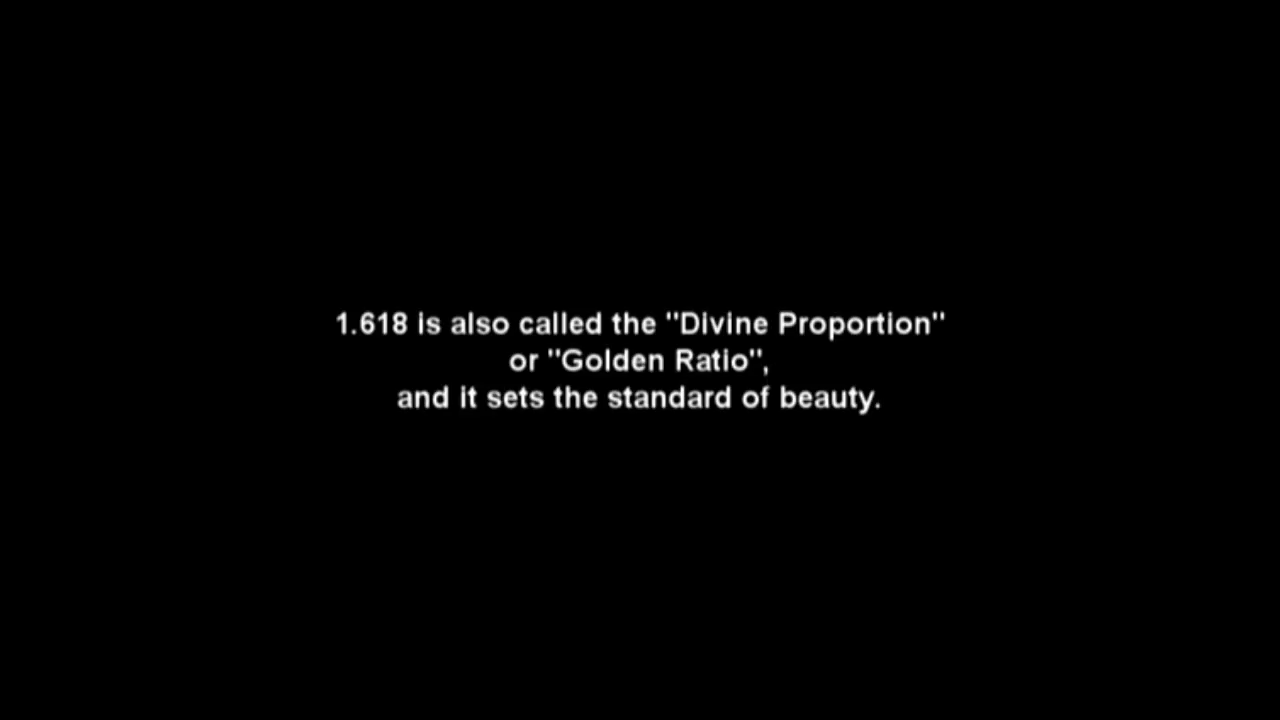 1.618 is also called the "Divine Proportion"
or "Golden Ratio",
and it sets the standard of beauty.